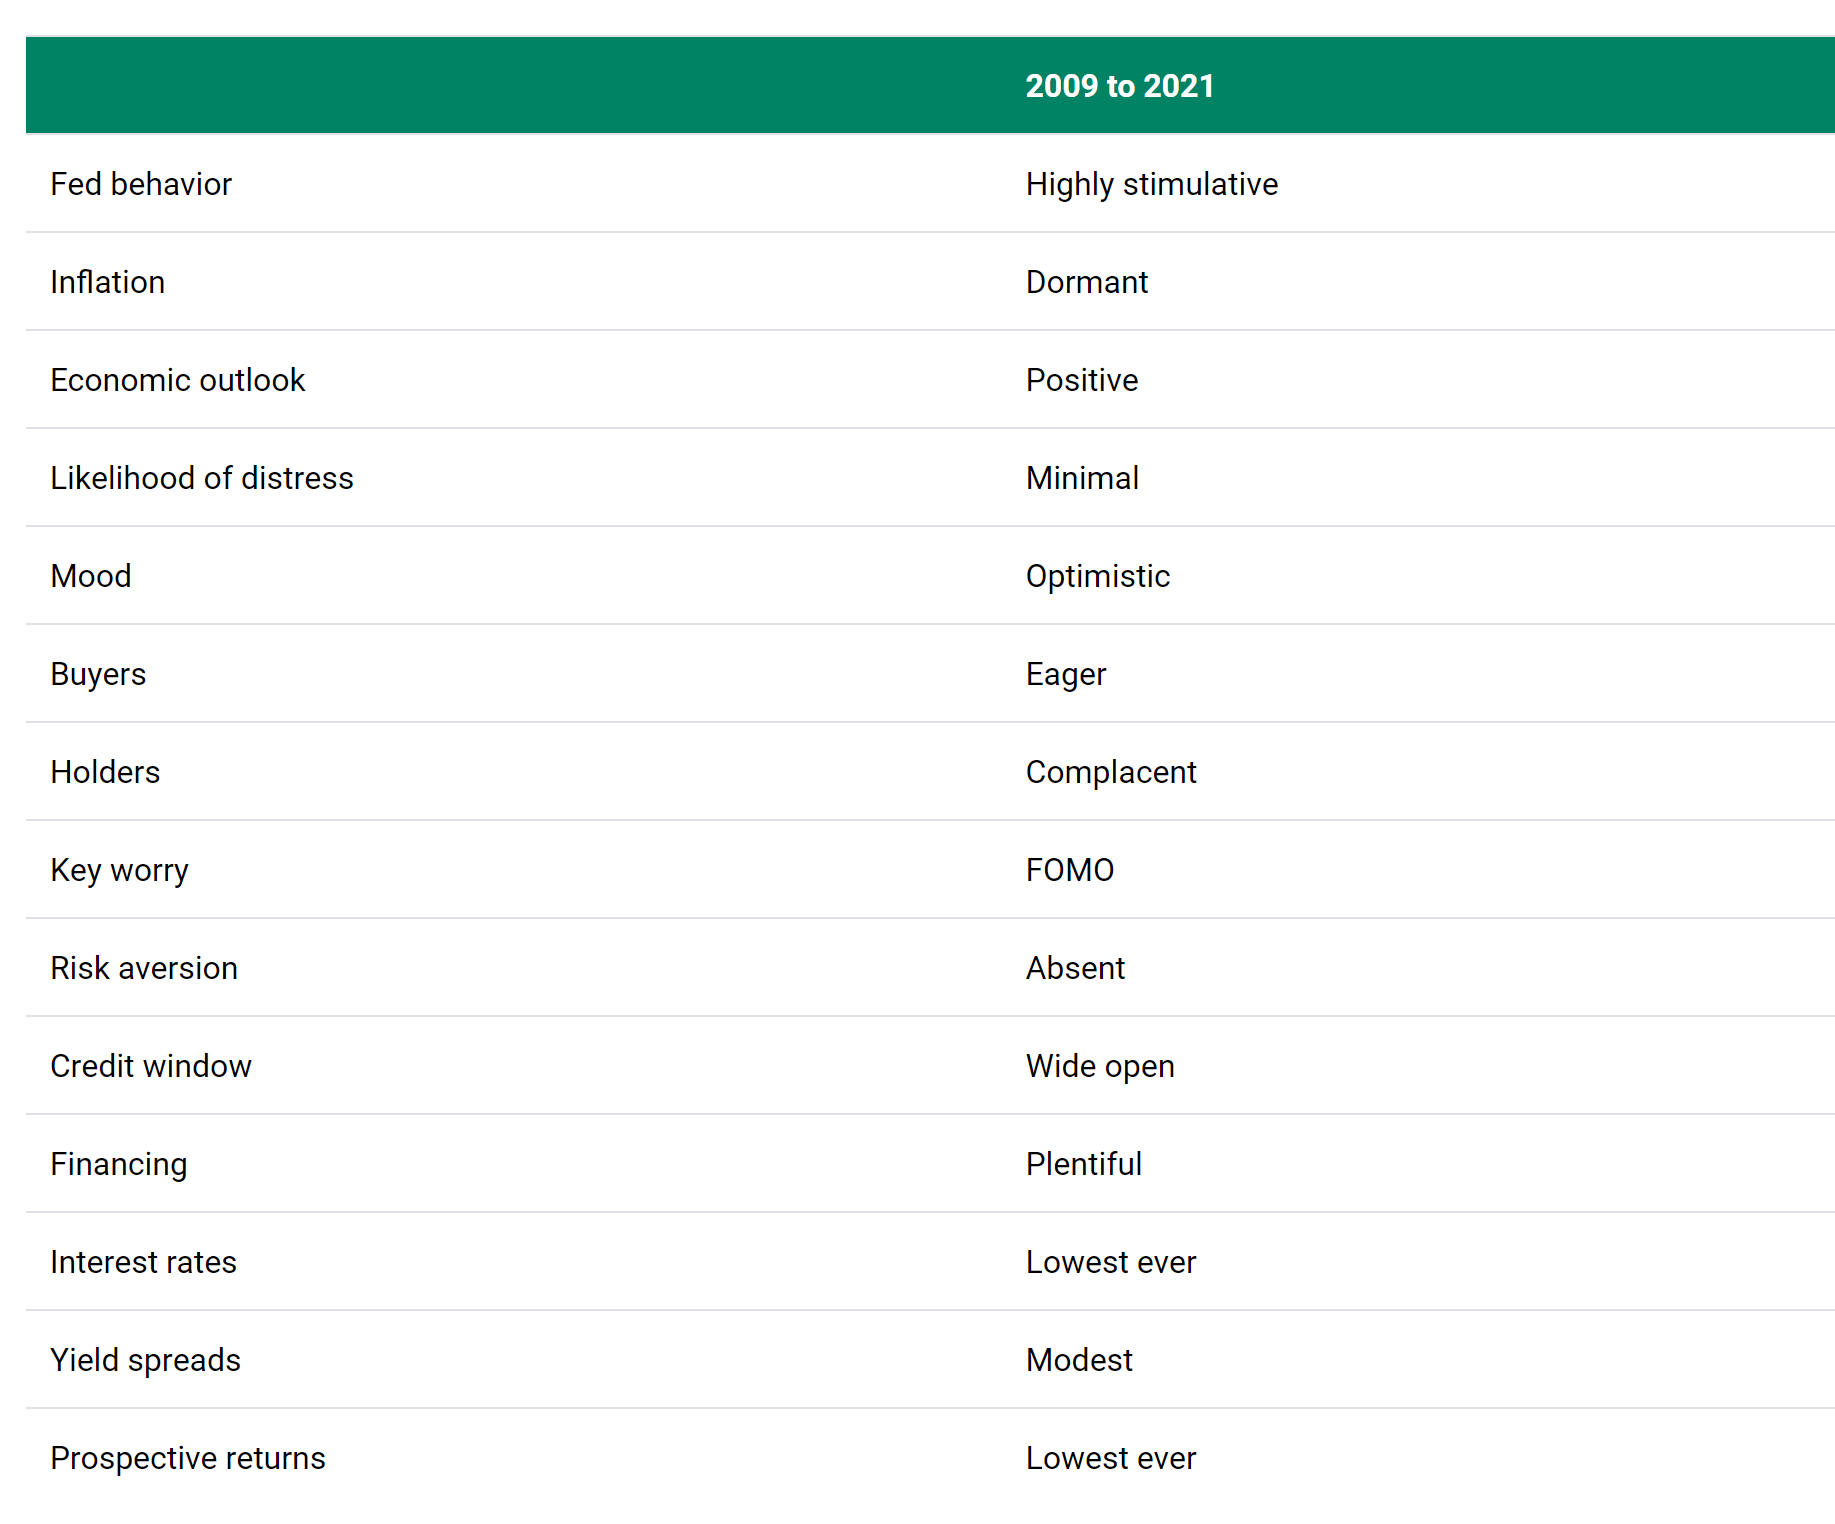 2009 to 2021
Fed behavior Highly stimulative
Inflation Dormant
Economic outlook Positive
Likelihood of distress Minimal
Mood Optimistic
Buyers Eager
Holders Complacent
Key worry FOMO
Risk aversion Absent
Credit window Wide open
Financing Plentiful
Interest rates Lowest ever
Yield spreads Modest
Prospective returns Lowest ever